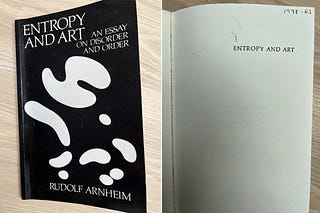 ENTROPY
AND ART
AN ESSAY
ON DISORDER
AND ORDER
RUDOLF ARNHEIM
ENTROPY AND ART